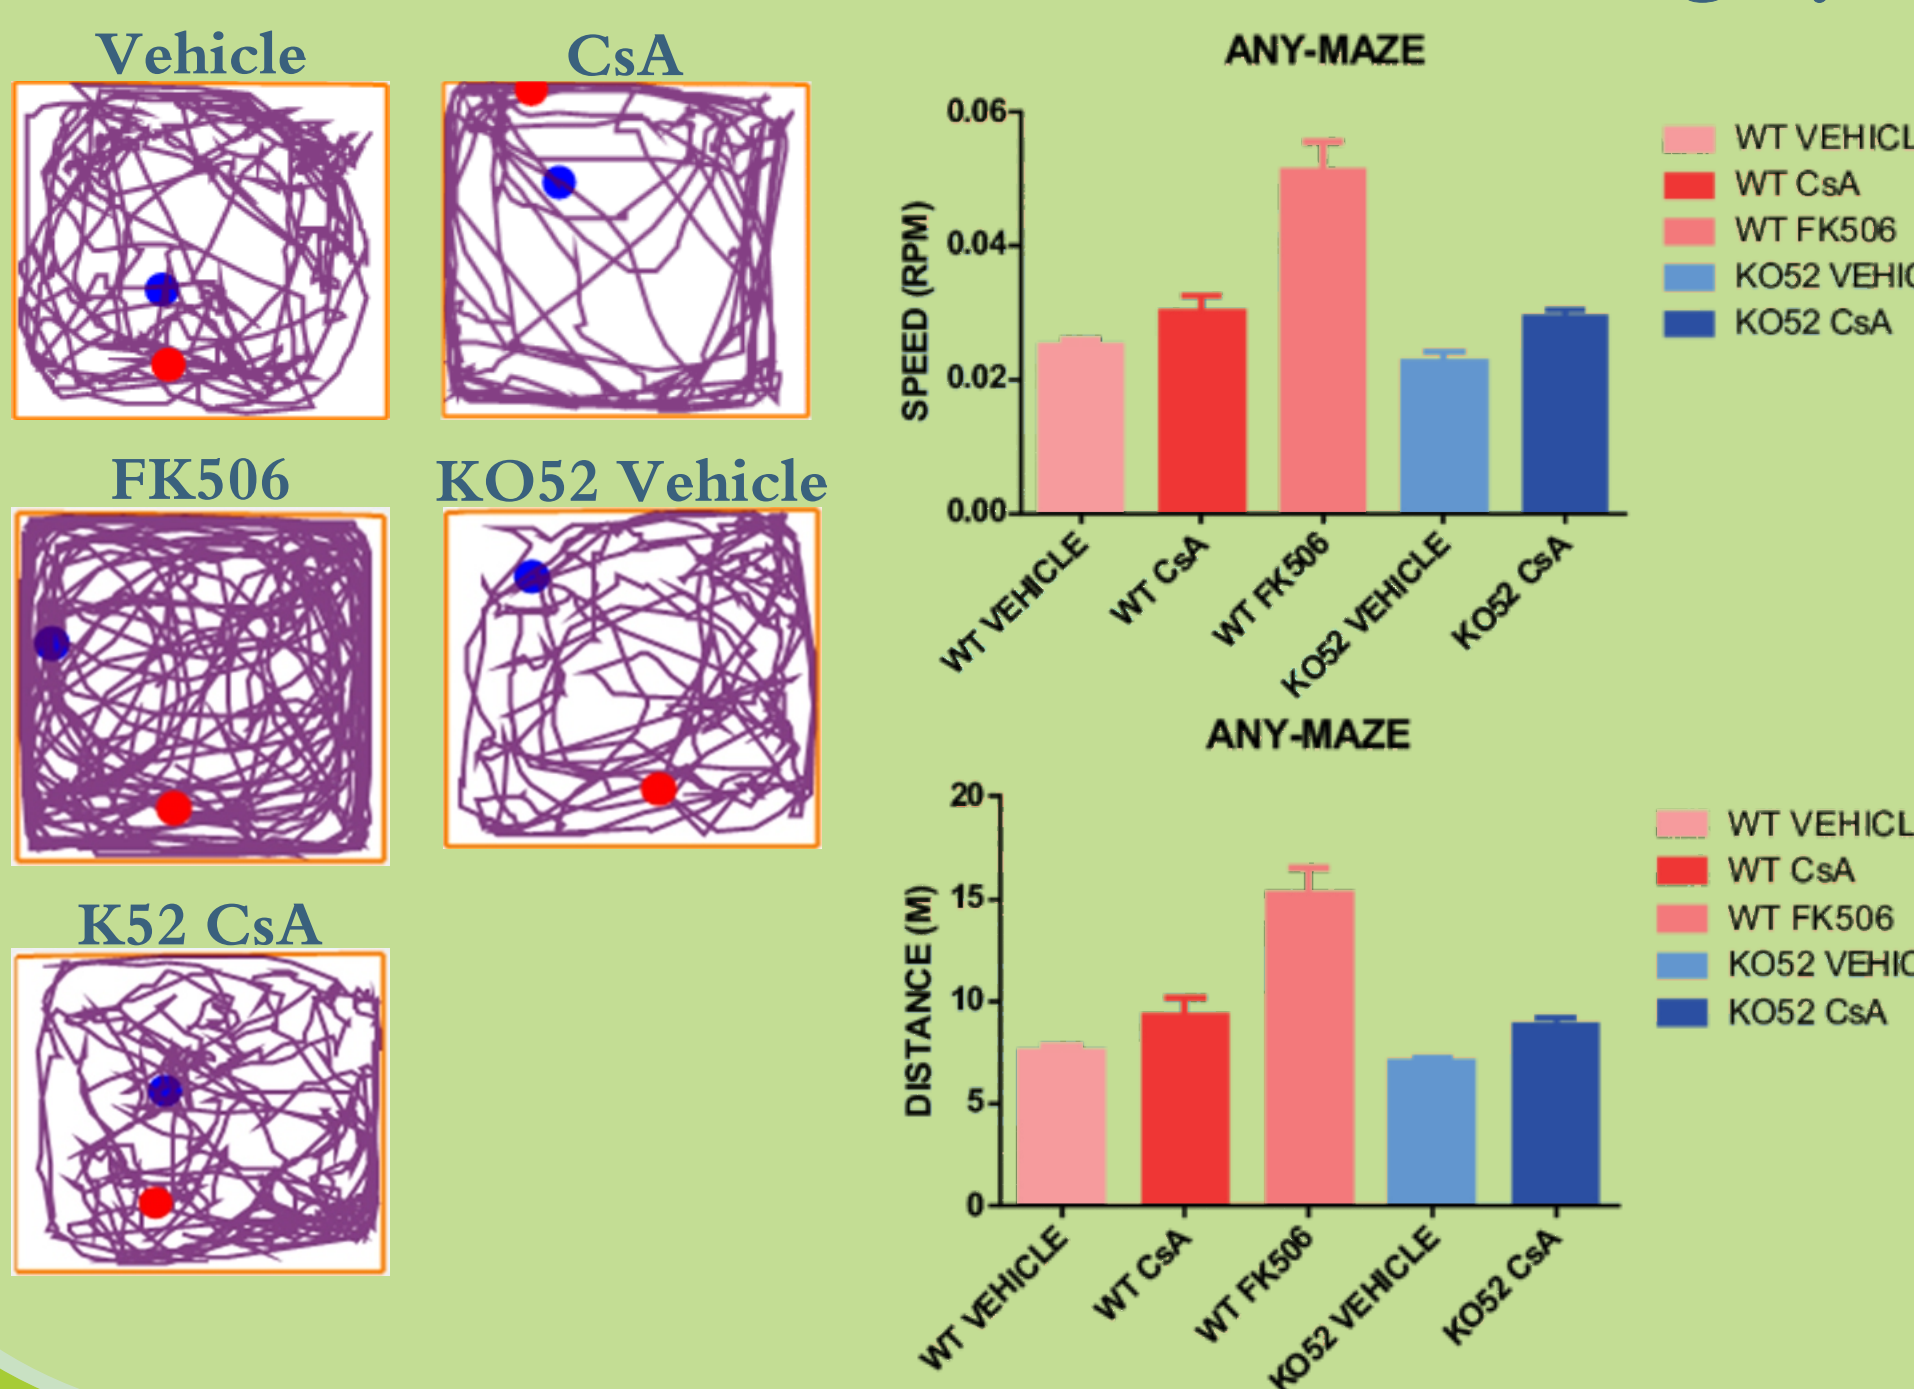 Vehicle
CsA
FK506
KO52 Vehicle
K52 CsA
ANY-MAZE
SPEED (RPM)
0.06
0.04
0.02
0.00
WT VEHICLE
WT CsA
WT FK506
KO52 VEHICLE
KO52 CsA
WT VEHICL
WT CsA
WT FK506
KO52 VEHIC
KO52 CsA
ANY-MAZE
DISTANCE (M)
20
15
10
5
0
WT VEHICLE
WT CsA
WT FK506
KO52 VEHICLE
KO52 CsA
WT VEHICL
WT CsA
WT FK506
KO52 VEHIC
KO52 CsA